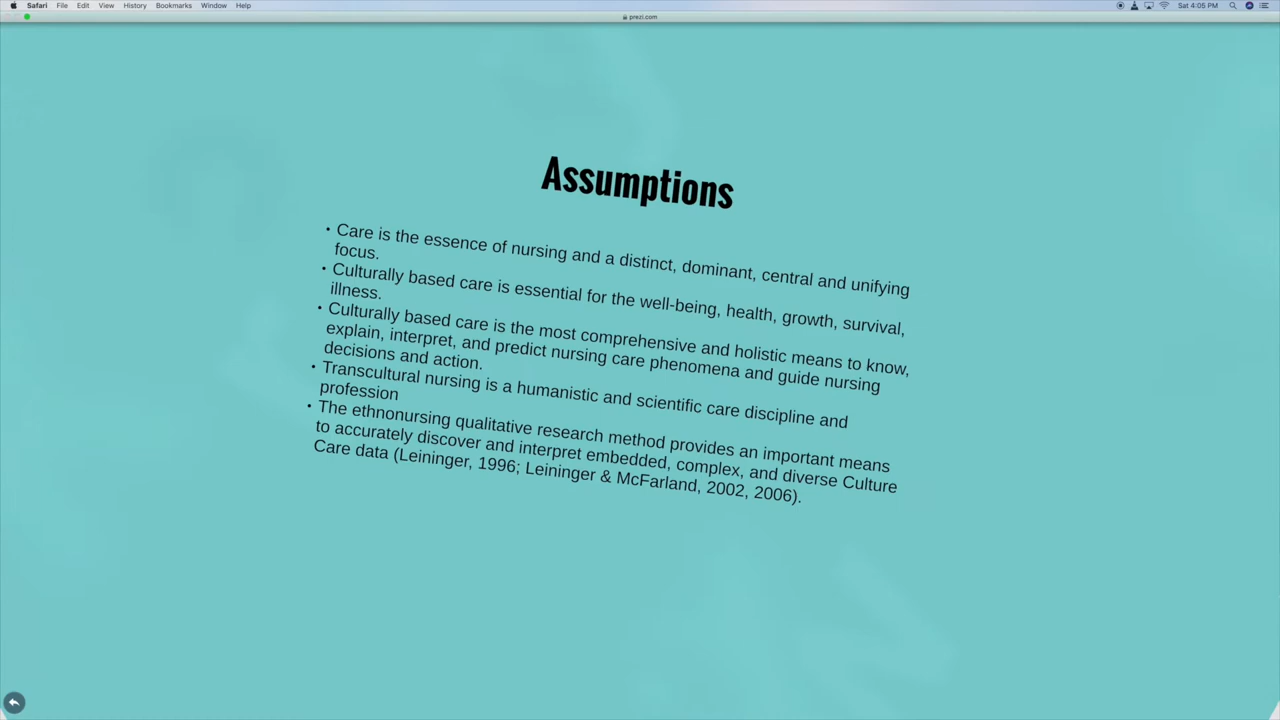 Safari File Edit View History Bookmarks Window Help Sat 4:05 PM
prezi.com
Assumptions
• Care is the essence of nursing and a distinct, dominant, central and unifying
focus.
• Culturally based care is essential for the well-being, health, growth, survival,
illness.
• Culturally based care is the most comprehensive and holistic means to know,
explain, interpret, and predict nursing care phenomena and guide nursing
decisions and action.
• Transcultural nursing is a humanistic and scientific care discipline and
profession
• The ethnonursing qualitative research method provides an important means
to accurately discover and interpret embedded, complex, and diverse Culture
Care data (Leininger, 1996; Leininger & McFarland, 2002, 2006).